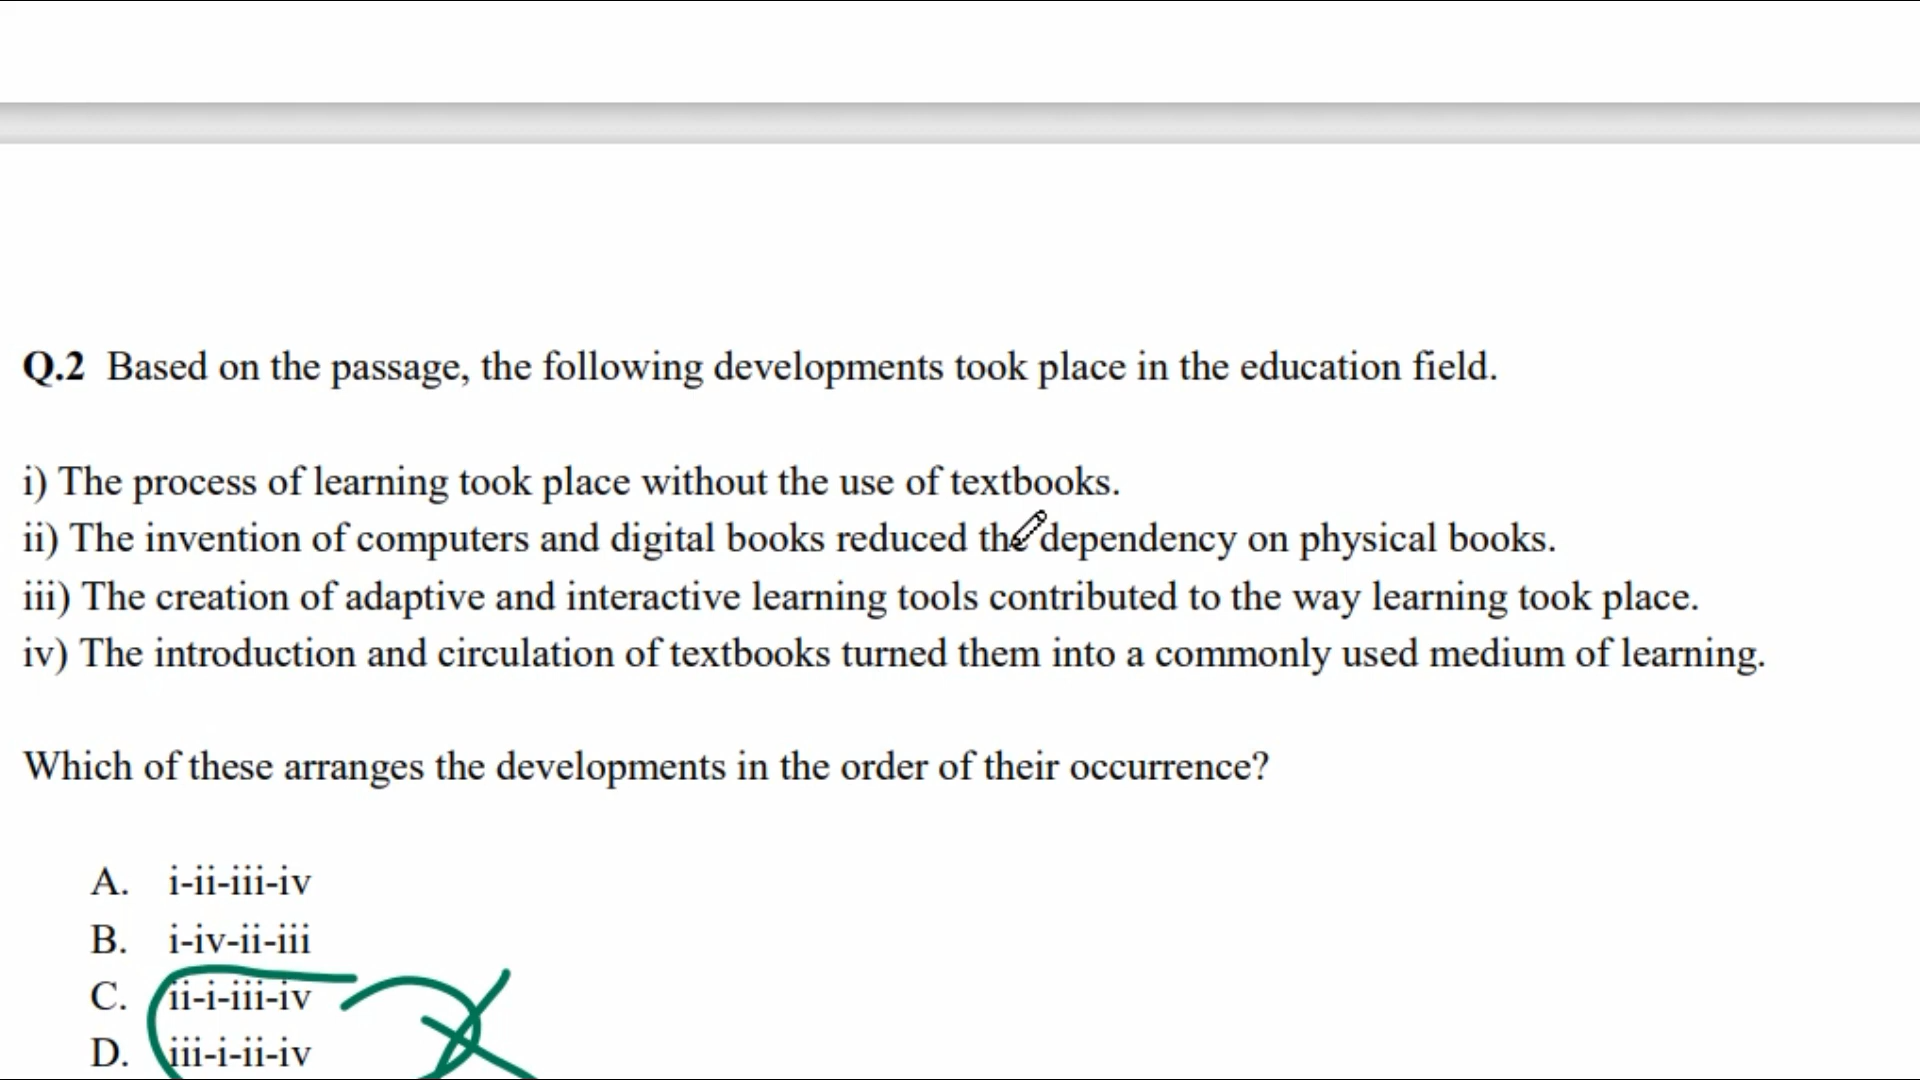 Q.2 Based on the passage, the following developments took place in the education field.
i) The process of learning took place without the use of textbooks.
ii) The invention of computers and digital books reduced the dependency on physical books.
iii) The creation of adaptive and interactive learning tools contributed to the way learning took place.
iv) The introduction and circulation of textbooks turned them into a commonly used medium of learning.
Which of these arranges the developments in the order of their occurrence?
A. i-ii-iii-iv
B. i-iv-ii-iii
C. ii-i-iii-iv
D. iii-i-ii-iv